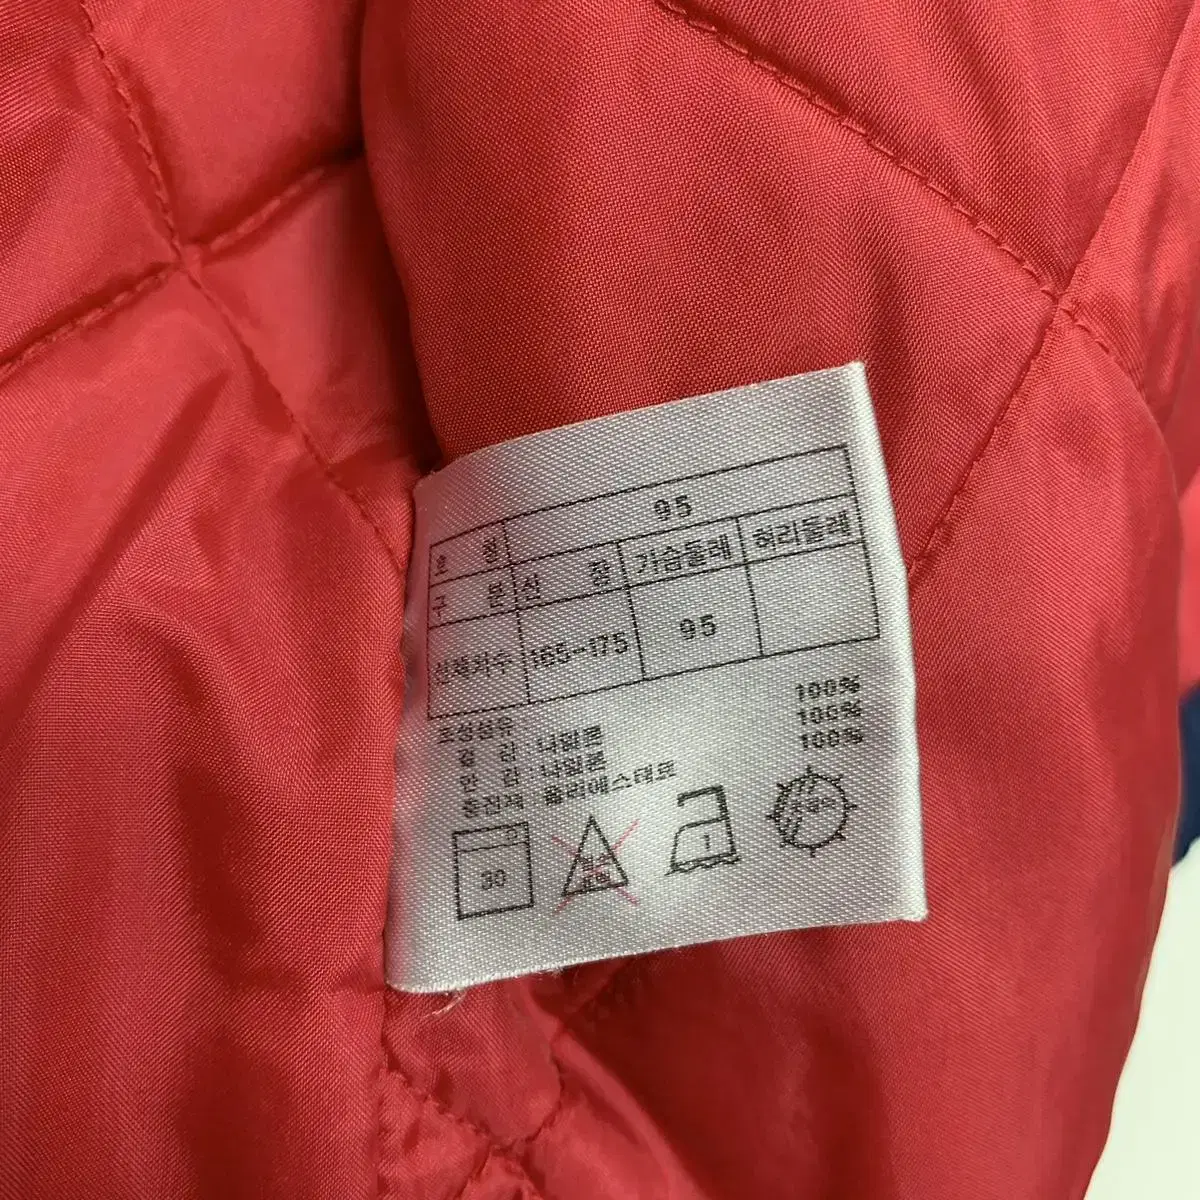 호 칭 95
구 분 신 장 가슴둘레 허리둘레
신체치수 165-175 95
로성성유
겉 감 : 나일론 100%
안 감 : 나일론 100%
충전재 : 폴리에스테르 100%
30 1